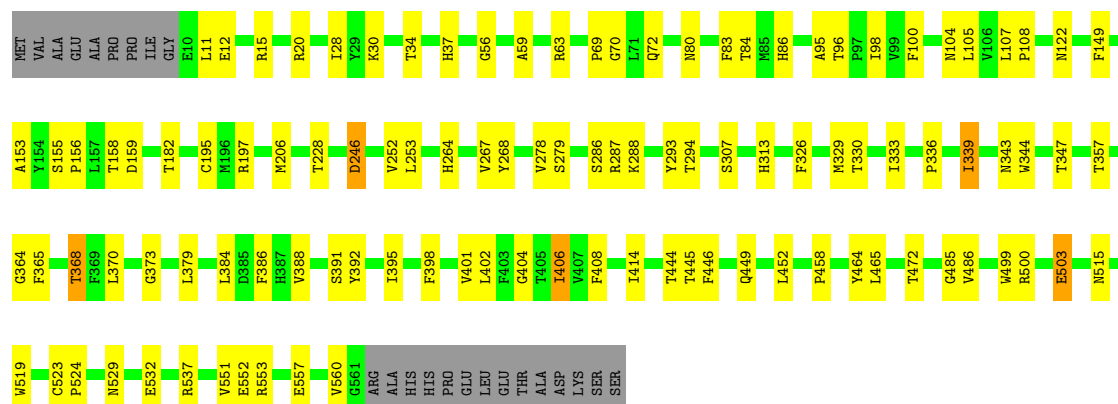 MET VAL ALA GLU ALA PRO PRO ILE GLY E10 L11 E12 R15 R20 I28 Y29 K30 T34 H37 G56 A59 R63 P69 G70 L71 Q72 N80 F83 T84 M85 H86 A95 T96 P97 I98 V99 F100 N104 L105 V106 L107 P108 N122 F149
A153 Y154 S155 P156 L157 T158 D159 T182 C195 M196 R197 M206 T228 D246 V252 L253 H264 V267 Y268 V278 S279 S286 R287 K288 Y293 T294 S307 H313 F326 M329 T330 I333 P336 I339 N343 W344 T347 T357
G364 F365 T368 F369 L370 G373 L379 L384 D385 F386 H387 V388 S391 Y392 I395 F398 V401 L402 F403 G404 T405 I406 V407 F408 I414 T444 T445 F446 Q449 L452 P458 Y464 L465 T472 G485 V486 W499 R500 E503 N515
W519 C523 P524 N529 E532 R537 V551 E552 R553 E557 V560 G561 ARG ALA HIS HIS PRO GLU LEU GLU THR ALA ASP LYS SER SER